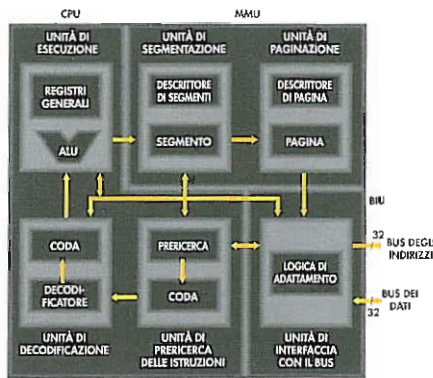 CPU
MMU
UNITÀ DI
ESECUZIONE
UNITÀ DI
SEGMENTAZIONE
UNITÀ DI
PAGINAZIONE
REGISTRI
GENERALI
ALU
DESCRITTORE
DI SEGMENTI
SEGMENTO
DESCRITTORE
DI PAGINA
PAGINA
BIU
CODA
DECODI-
FICATORE
PRERICERCA
CODA
LOGICA DI
ADATTAMENTO
32
BUS DEGLI
INDIRIZZI
BUS DEI
DATI
32
UNITÀ DI
DECODIFICAZIONE
UNITÀ DI
PRERICERCA
DELLE ISTRUZIONI
UNITÀ DI
INTERFACCIA
CON IL BUS